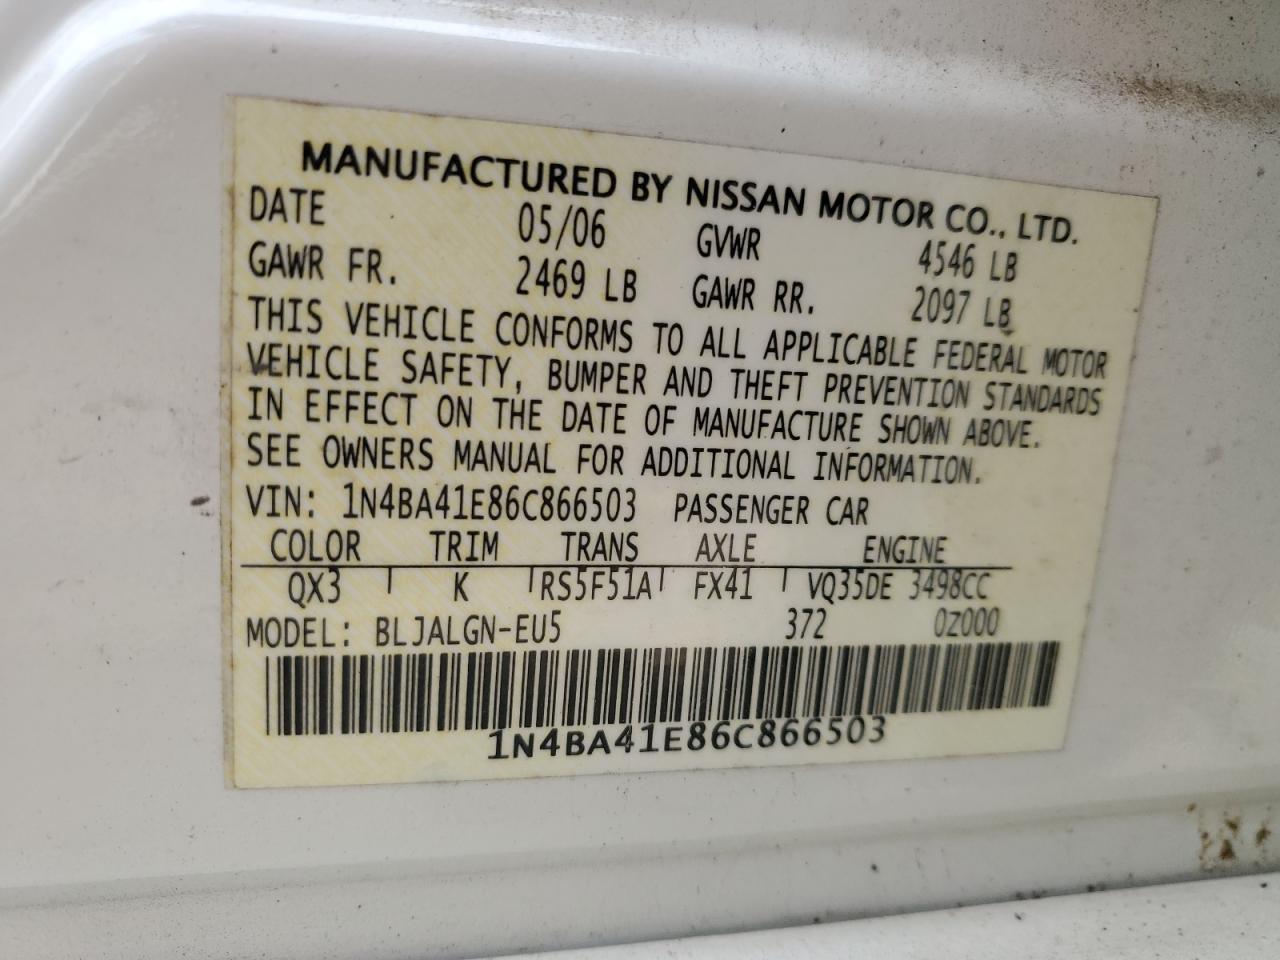 MANUFACTURED BY NISSAN MOTOR CO., LTD.
DATE 05/06 GVWR 4546 LB
GAWR FR. 2469 LB GAWR RR. 2097 LB
THIS VEHICLE CONFORMS TO ALL APPLICABLE FEDERAL MOTOR
VEHICLE SAFETY, BUMPER AND THEFT PREVENTION STANDARDS
IN EFFECT ON THE DATE OF MANUFACTURE SHOWN ABOVE.
SEE OWNERS MANUAL FOR ADDITIONAL INFORMATION.
VIN: 1N4BA41E86C866503 PASSENGER CAR
COLOR TRIM TRANS AXLE ENGINE
QX3 K RS5F51A FX41 VQ35DE 3498CC
MODEL: BLJALGN-EU5 372 0Z000
1N4BA41E86C866503